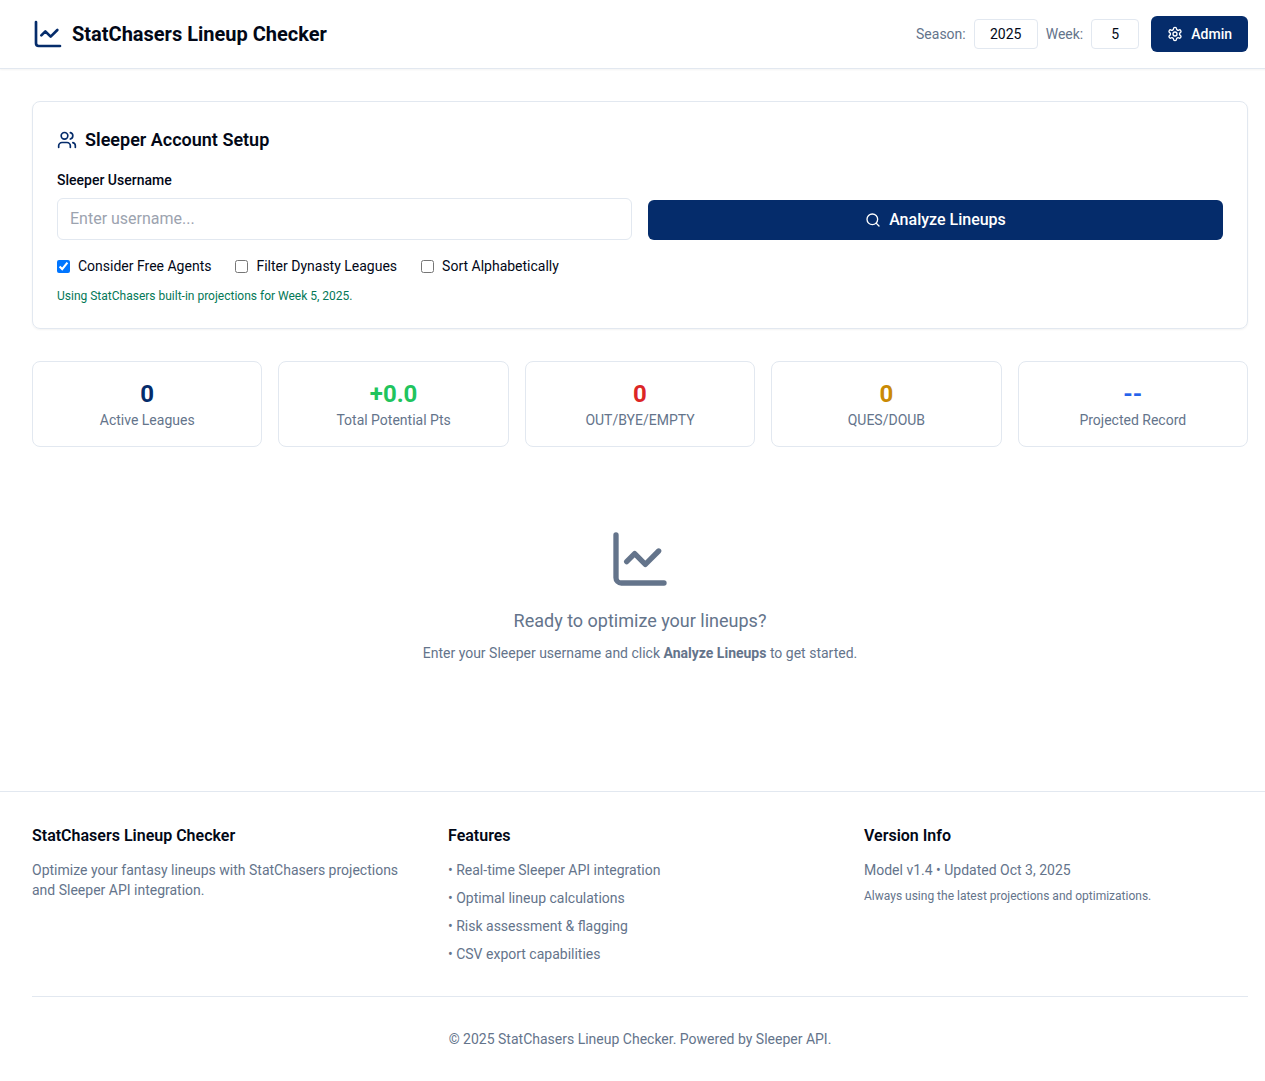 StatChasers Lineup Checker
Season: 2025 Week: 5 Admin
Sleeper Account Setup
Sleeper Username
Enter username...
Analyze Lineups
Consider Free Agents Filter Dynasty Leagues Sort Alphabetically
Using StatChasers built-in projections for Week 5, 2025.
0
Active Leagues
+0.0
Total Potential Pts
0
OUT/BYE/EMPTY
0
QUES/DOUB
--
Projected Record
Ready to optimize your lineups?
Enter your Sleeper username and click Analyze Lineups to get started.
StatChasers Lineup Checker
Optimize your fantasy lineups with StatChasers projections
and Sleeper API integration.
Features
• Real-time Sleeper API integration
• Optimal lineup calculations
• Risk assessment & flagging
• CSV export capabilities
Version Info
Model v1.4 • Updated Oct 3, 2025
Always using the latest projections and optimizations.
© 2025 StatChasers Lineup Checker. Powered by Sleeper API.